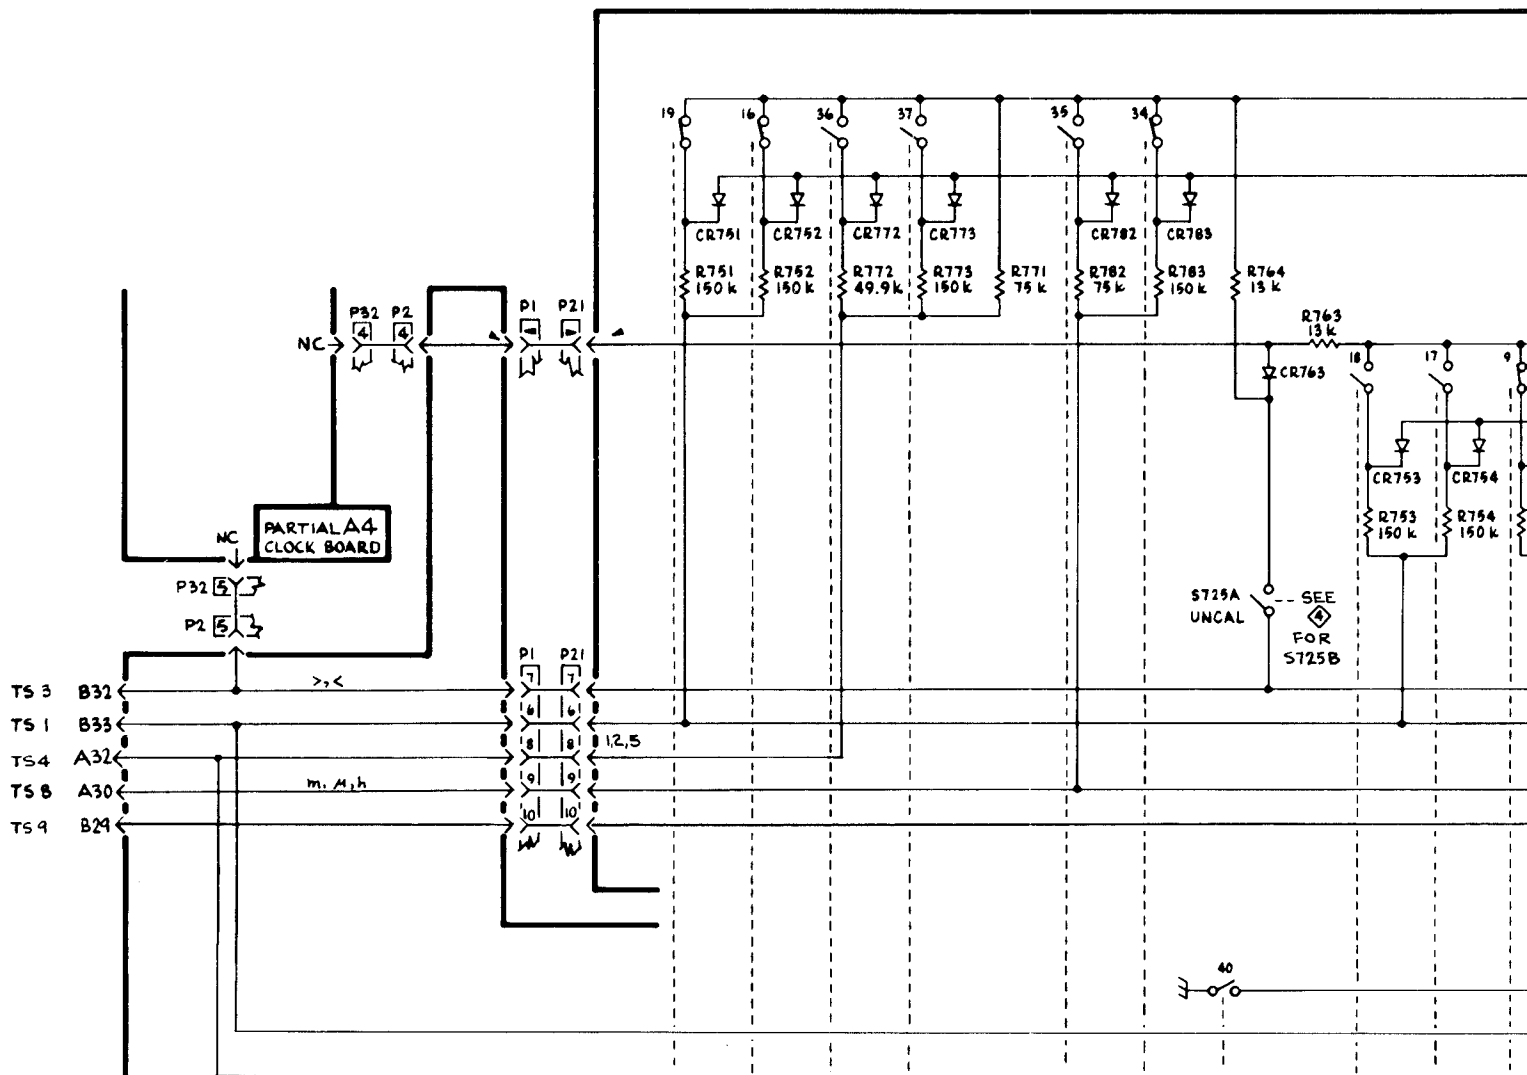 19
16
36
37
35
34
CR751
CR752
CR772
CR773
CR782
CR783
R751
150 k
R752
150 k
R772
49.9 k
R773
150 k
R771
75 k
R782
75 k
R783
150 k
R764
13 k
P32
P2
P1
P21
4
4
NC
R763
13 k
CR763
18
17
9
CR753
CR754
R753
150 k
R754
150 k
PARTIAL A4
CLOCK BOARD
NC
P32
5
P2
5
S725A
UNCAL
SEE
4
FOR
S725B
P1
P21
TS 3 B32
>, <
7
7
TS 1 B33
6
6
TS4 A32
8
8
1,2,5
TS 8 A30
m, μ, h
9
9
TS 9 B29
10
10
40